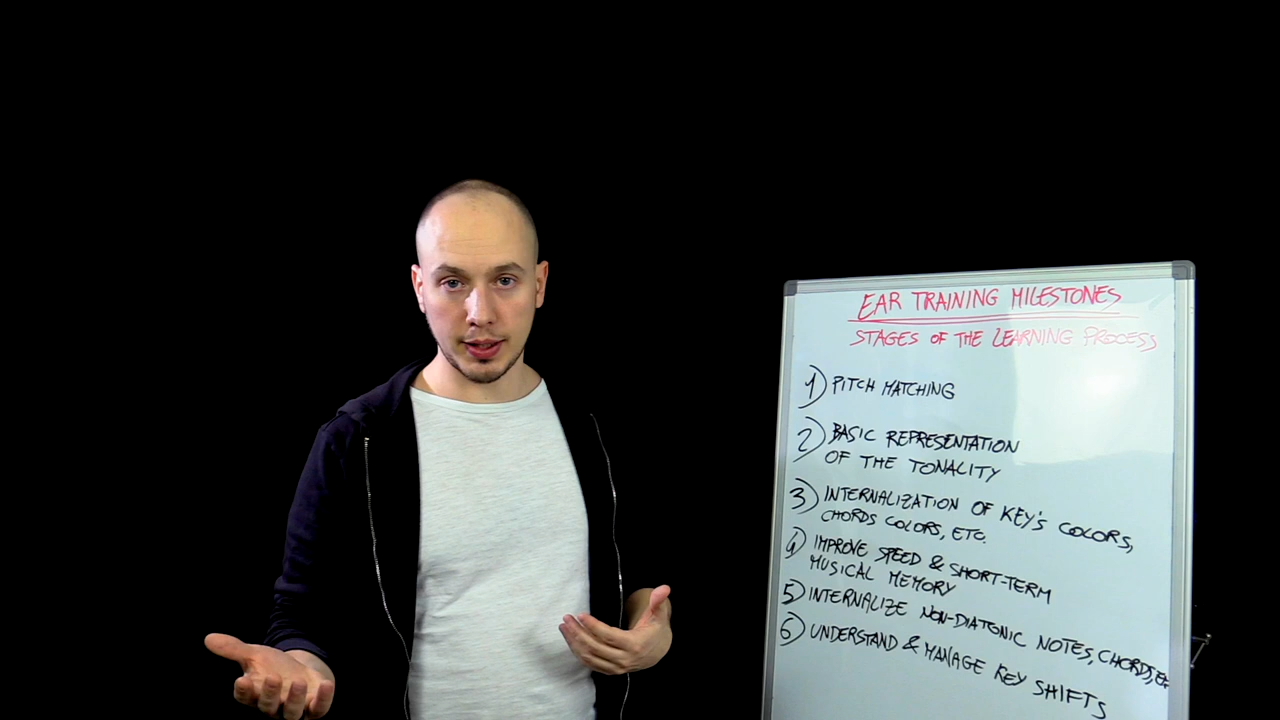 EAR TRAINING MILESTONES
STAGES OF THE LEARNING PROCESS
1) PITCH MATCHING
2) BASIC REPRESENTATION
OF THE TONALITY
3) INTERNALIZATION OF KEY'S COLORS,
CHORDS COLORS, ETC.
4) IMPROVE SPEED & SHORT-TERM
MUSICAL MEMORY
5) INTERNALIZE NON-DIATONIC NOTES, CHORDS,
6) UNDERSTAND & MANAGE KEY SHIFTS